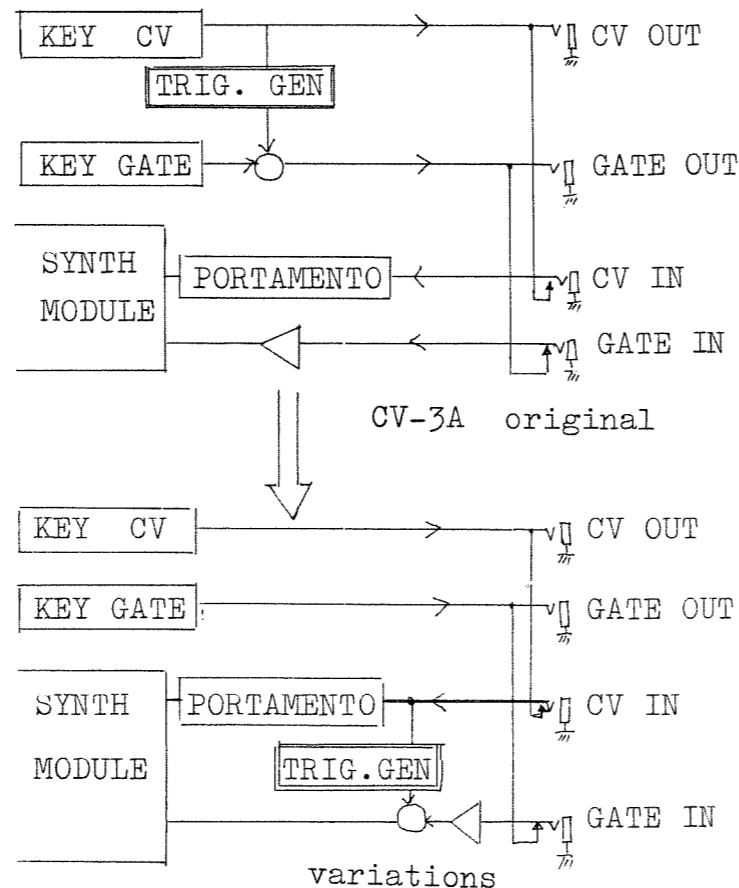 KEY CV
CV OUT
TRIG. GEN
KEY GATE
GATE OUT
SYNTH
MODULE
PORTAMENTO
CV IN
GATE IN
CV-3A original
KEY CV
CV OUT
KEY GATE
GATE OUT
SYNTH
MODULE
PORTAMENTO
CV IN
TRIG.GEN
GATE IN
variations